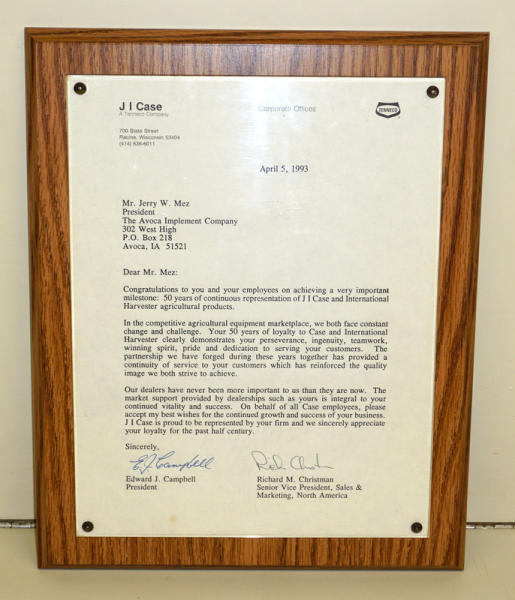 J I Case
A Tenneco Company
Corporate Offices
TENNECO
700 State Street
Racine, Wisconsin 53404
(414) 636-6011
April 5, 1993
Mr. Jerry W. Mez
President
The Avoca Implement Company
302 West High
P.O. Box 218
Avoca, IA 51521
Dear Mr. Mez:
Congratulations to you and your employees on achieving a very important
milestone: 50 years of continuous representation of J I Case and International
Harvester agricultural products.
In the competitive agricultural equipment marketplace, we both face constant
change and challenge. Your 50 years of loyalty to Case and International
Harvester clearly demonstrates your perseverance, ingenuity, teamwork,
winning spirit, pride and dedication to serving your customers. The
partnership we have forged during these years together has provided a
continuity of service to your customers which has reinforced the quality
image we both strive to achieve.
Our dealers have never been more important to us than they are now. The
market support provided by dealerships such as yours is integral to your
continued vitality and success. On behalf of all Case employees, please
accept my best wishes for the continued growth and success of your business.
J I Case is proud to be represented by your firm and we sincerely appreciate
your loyalty for the past half century.
Sincerely,
E. J. Campbell
Edward J. Campbell
President
Richard M. Christman
Senior Vice President, Sales &
Marketing, North America